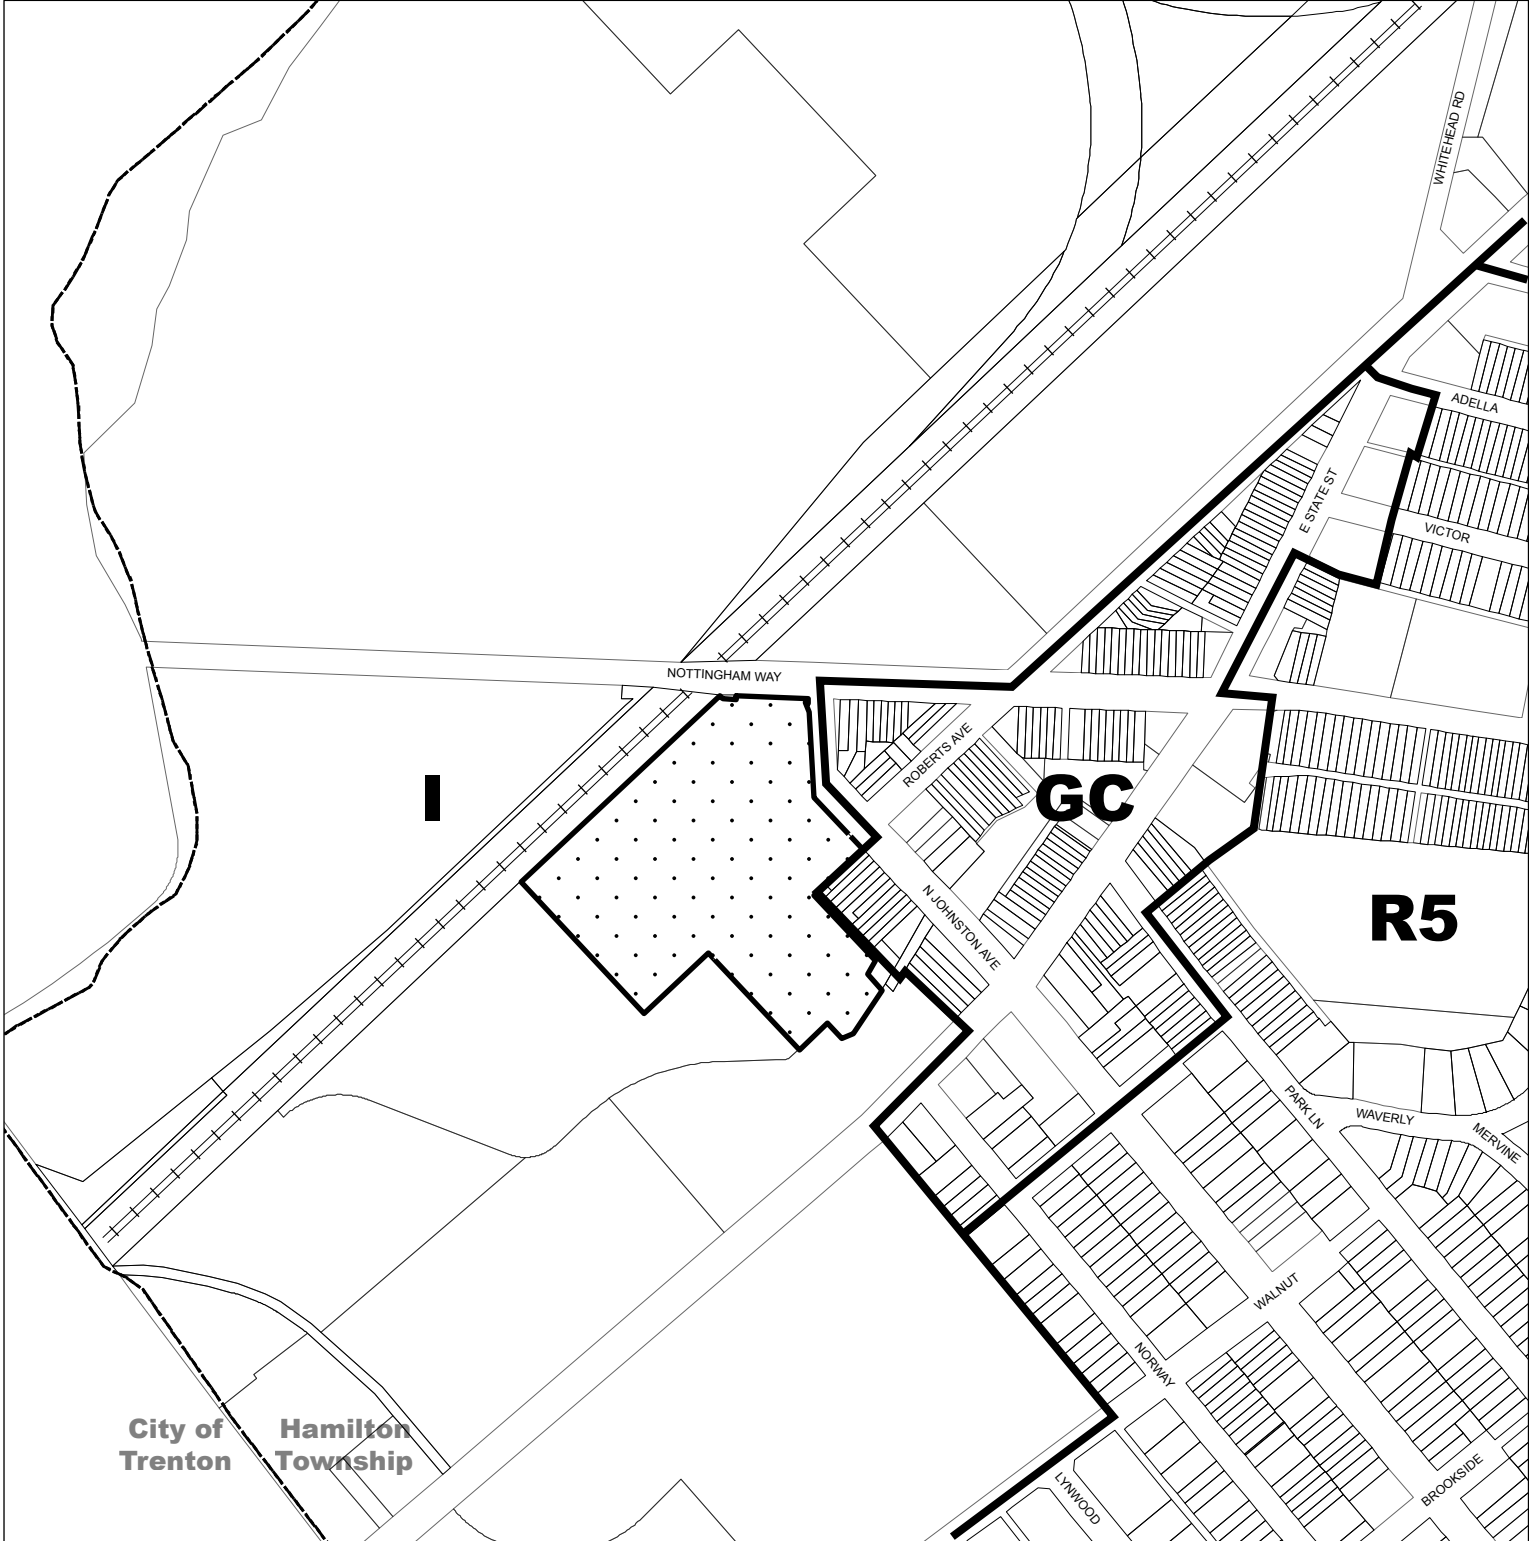 WHITEHEAD RD
ADELLA
E STATE ST
VICTOR
NOTTINGHAM WAY
ROBERTS AVE
I
GC
N JOHNSTON AVE
R5
PARK LN
WAVERLY
MERVINE
WALNUT
NORWAY
City of
Trenton
Hamilton
Township
LYNWOOD
BROOKSIDE